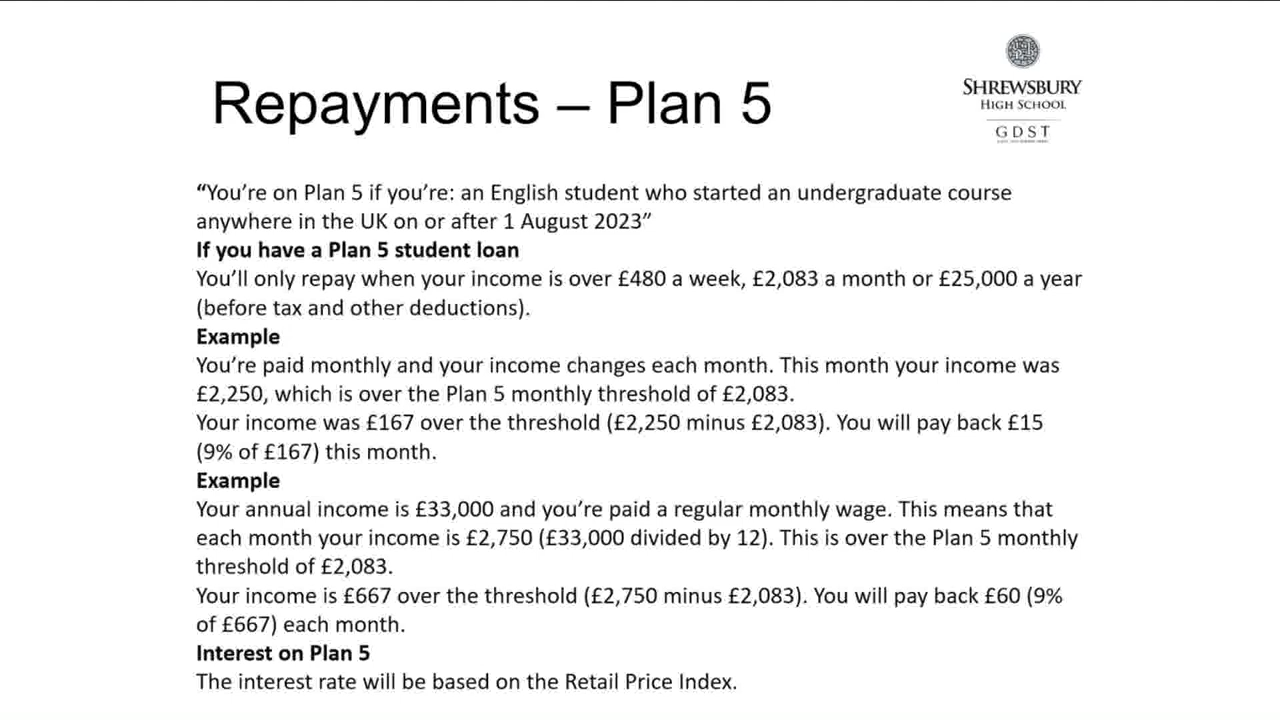 Repayments – Plan 5
SHREWSBURY
HIGH SCHOOL
GDST
“You’re on Plan 5 if you’re: an English student who started an undergraduate course
anywhere in the UK on or after 1 August 2023”
If you have a Plan 5 student loan
You’ll only repay when your income is over £480 a week, £2,083 a month or £25,000 a year
(before tax and other deductions).
Example
You’re paid monthly and your income changes each month. This month your income was
£2,250, which is over the Plan 5 monthly threshold of £2,083.
Your income was £167 over the threshold (£2,250 minus £2,083). You will pay back £15
(9% of £167) this month.
Example
Your annual income is £33,000 and you’re paid a regular monthly wage. This means that
each month your income is £2,750 (£33,000 divided by 12). This is over the Plan 5 monthly
threshold of £2,083.
Your income is £667 over the threshold (£2,750 minus £2,083). You will pay back £60 (9%
of £667) each month.
Interest on Plan 5
The interest rate will be based on the Retail Price Index.